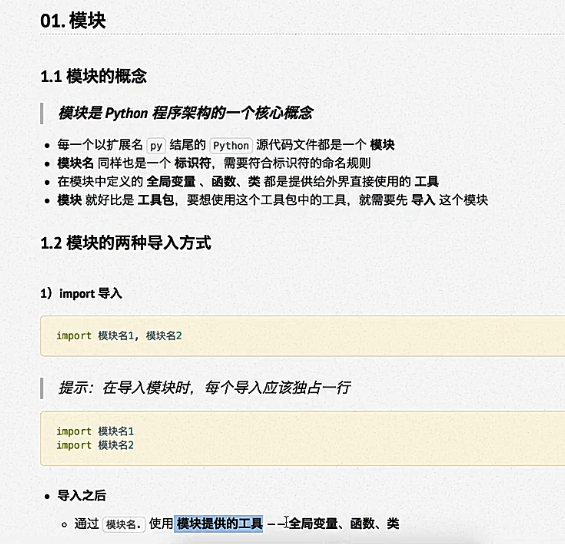 01. 模块
1.1 模块的概念
模块是 Python 程序架构的一个核心概念
每一个以扩展名 py 结尾的 Python 源代码文件都是一个 模块
模块名 同样也是一个 标识符，需要符合标识符的命名规则
在模块中定义的 全局变量 、函数、类 都是提供给外界直接使用的 工具
模块 就好比是 工具包，要想使用这个工具包中的工具，就需要先 导入 这个模块
1.2 模块的两种导入方式
1）import 导入
import 模块名1, 模块名2
提示：在导入模块时，每个导入应该独占一行
import 模块名1
import 模块名2
导入之后
通过 模块名. 使用 模块提供的工具 —— 全局变量、函数、类